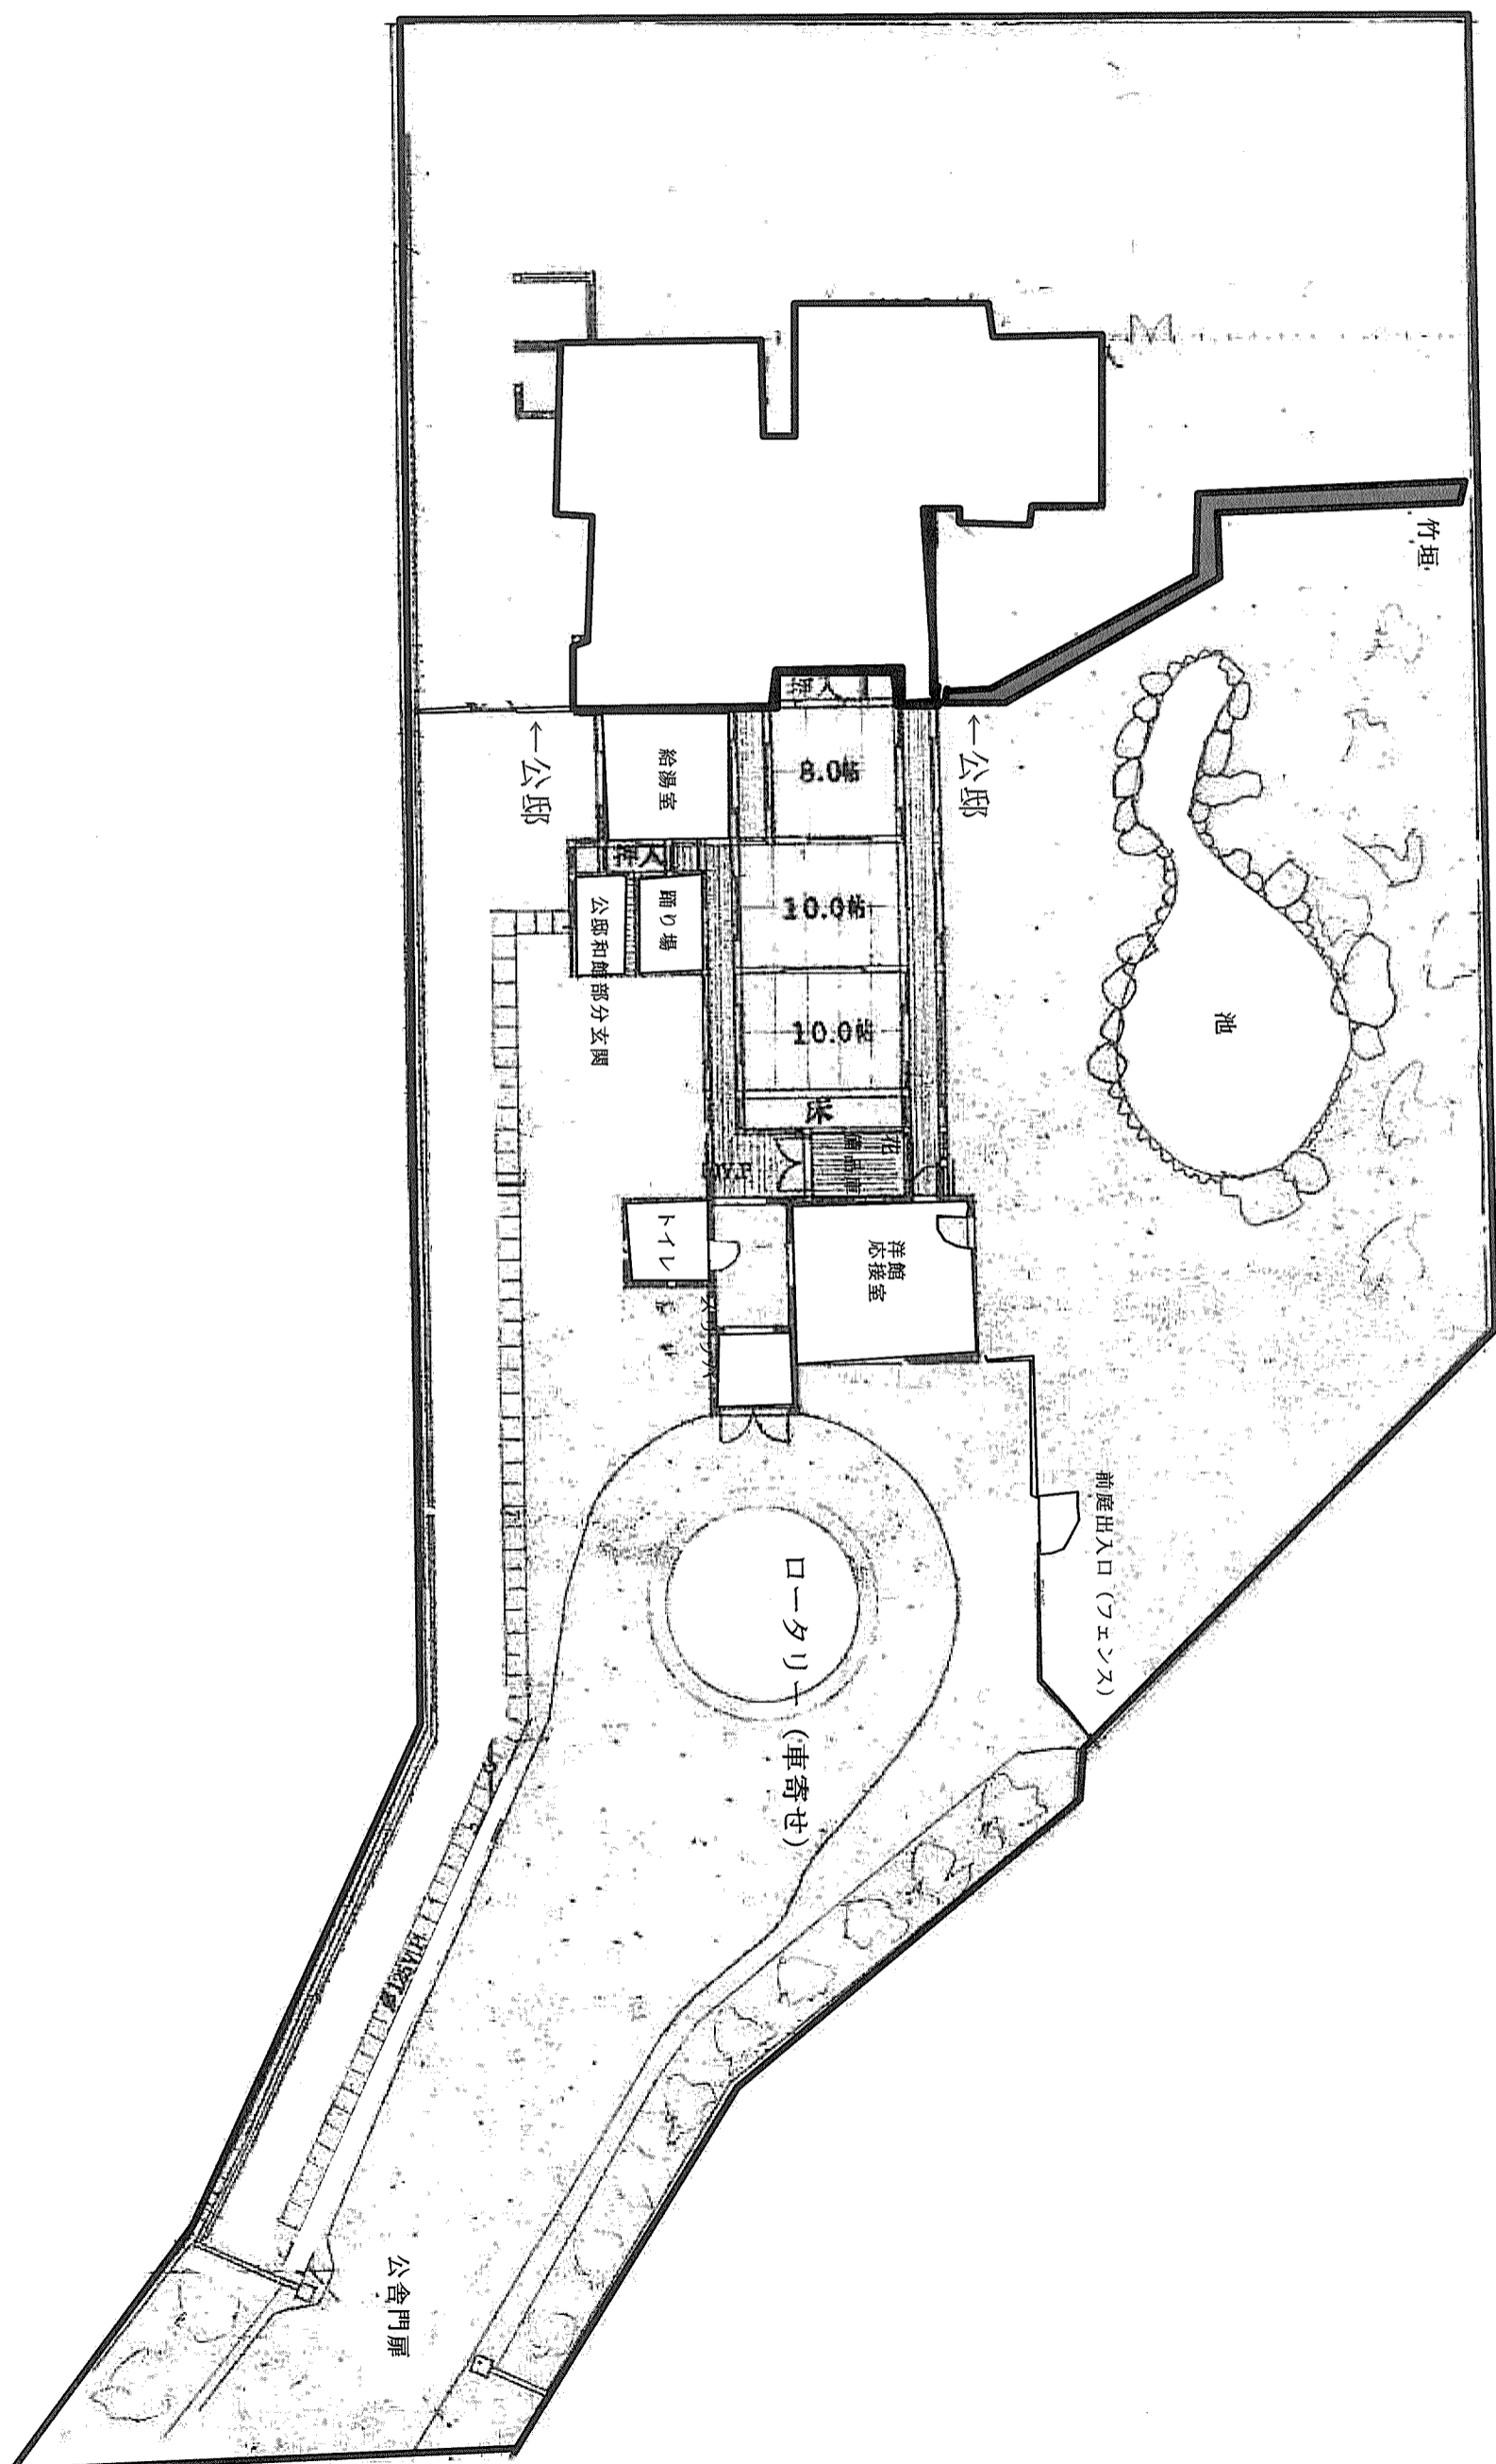 竹垣
押入
←公邸
←公邸
給湯室
8.0帖
押入
10.0帖
踊り場
公邸和館部分玄関
10.0帖
池
床
花
トイレ
洋館
応接室
前庭出入口（フェンス）
ロータリー（車寄せ）
公舎門扉